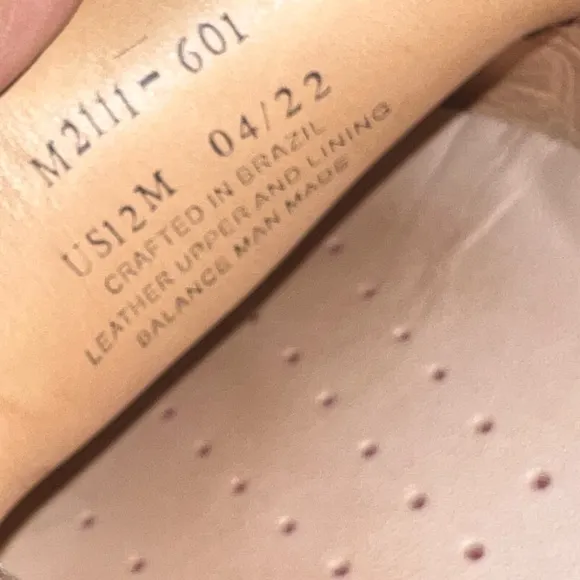 M2111-601
US12M 04/22
CRAFTED IN BRAZIL
LEATHER UPPER AND LINING
BALANCE MAN MADE